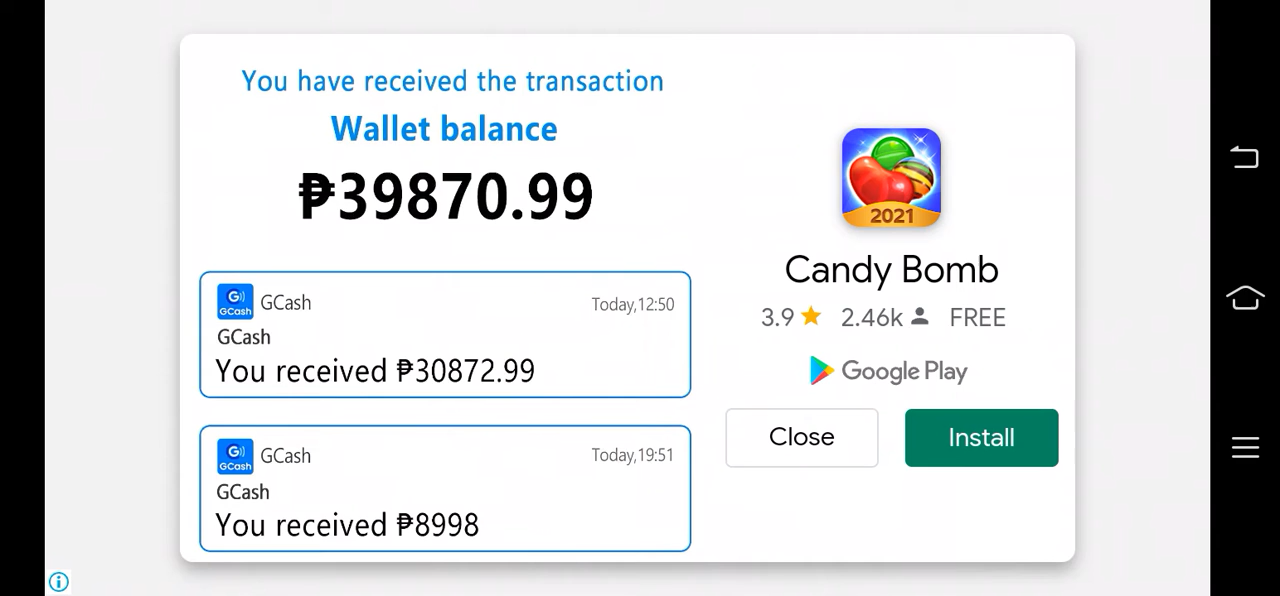 You have received the transaction
Wallet balance
₱39870.99
G)) GCash Today,12:50
GCash
GCash
You received ₱30872.99
G)) GCash Today,19:51
GCash
GCash
You received ₱8998
2021
Candy Bomb
3.9 ★ 2.46k FREE
Google Play
Close Install